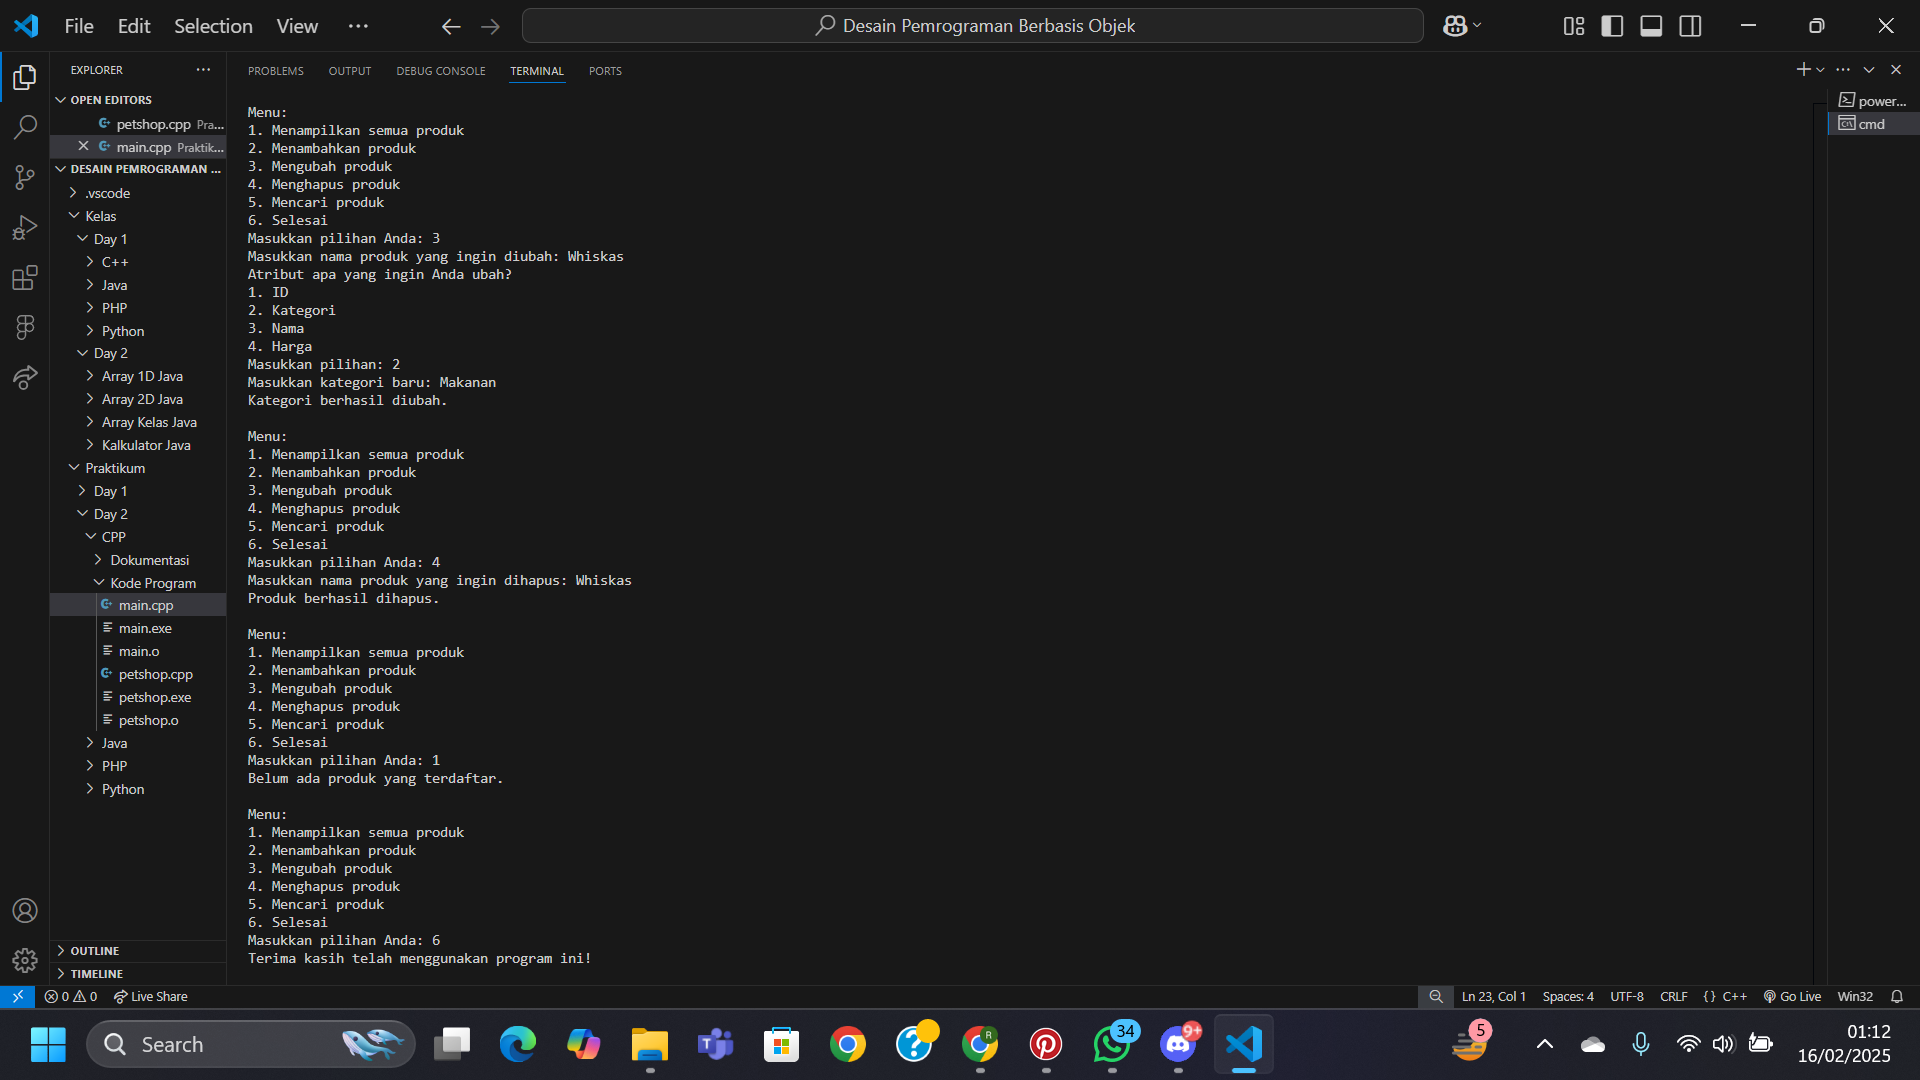 File Edit Selection View ··· Desain Pemrograman Berbasis Objek
EXPLORER ···
OPEN EDITORS
petshop.cpp Pra...
main.cpp Praktik...
DESAIN PEMROGRAMAN ...
.vscode
Kelas
Day 1
C++
Java
PHP
Python
Day 2
Array 1D Java
Array 2D Java
Array Kelas Java
Kalkulator Java
Praktikum
Day 1
Day 2
CPP
Dokumentasi
Kode Program
main.cpp
main.exe
main.o
petshop.cpp
petshop.exe
petshop.o
Java
PHP
Python
OUTLINE
TIMELINE
PROBLEMS OUTPUT DEBUG CONSOLE TERMINAL PORTS
Menu:
1. Menampilkan semua produk
2. Menambahkan produk
3. Mengubah produk
4. Menghapus produk
5. Mencari produk
6. Selesai
Masukkan pilihan Anda: 3
Masukkan nama produk yang ingin diubah: Whiskas
Atribut apa yang ingin Anda ubah?
1. ID
2. Kategori
3. Nama
4. Harga
Masukkan pilihan: 2
Masukkan kategori baru: Makanan
Kategori berhasil diubah.
Menu:
1. Menampilkan semua produk
2. Menambahkan produk
3. Mengubah produk
4. Menghapus produk
5. Mencari produk
6. Selesai
Masukkan pilihan Anda: 4
Masukkan nama produk yang ingin dihapus: Whiskas
Produk berhasil dihapus.
Menu:
1. Menampilkan semua produk
2. Menambahkan produk
3. Mengubah produk
4. Menghapus produk
5. Mencari produk
6. Selesai
Masukkan pilihan Anda: 1
Belum ada produk yang terdaftar.
Menu:
1. Menampilkan semua produk
2. Menambahkan produk
3. Mengubah produk
4. Menghapus produk
5. Mencari produk
6. Selesai
Masukkan pilihan Anda: 6
Terima kasih telah menggunakan program ini!
power...
cmd
0 0 Live Share Ln 23, Col 1 Spaces: 4 UTF-8 CRLF {} C++ Go Live Win32
Search 34 9+ 5 01:12
16/02/2025